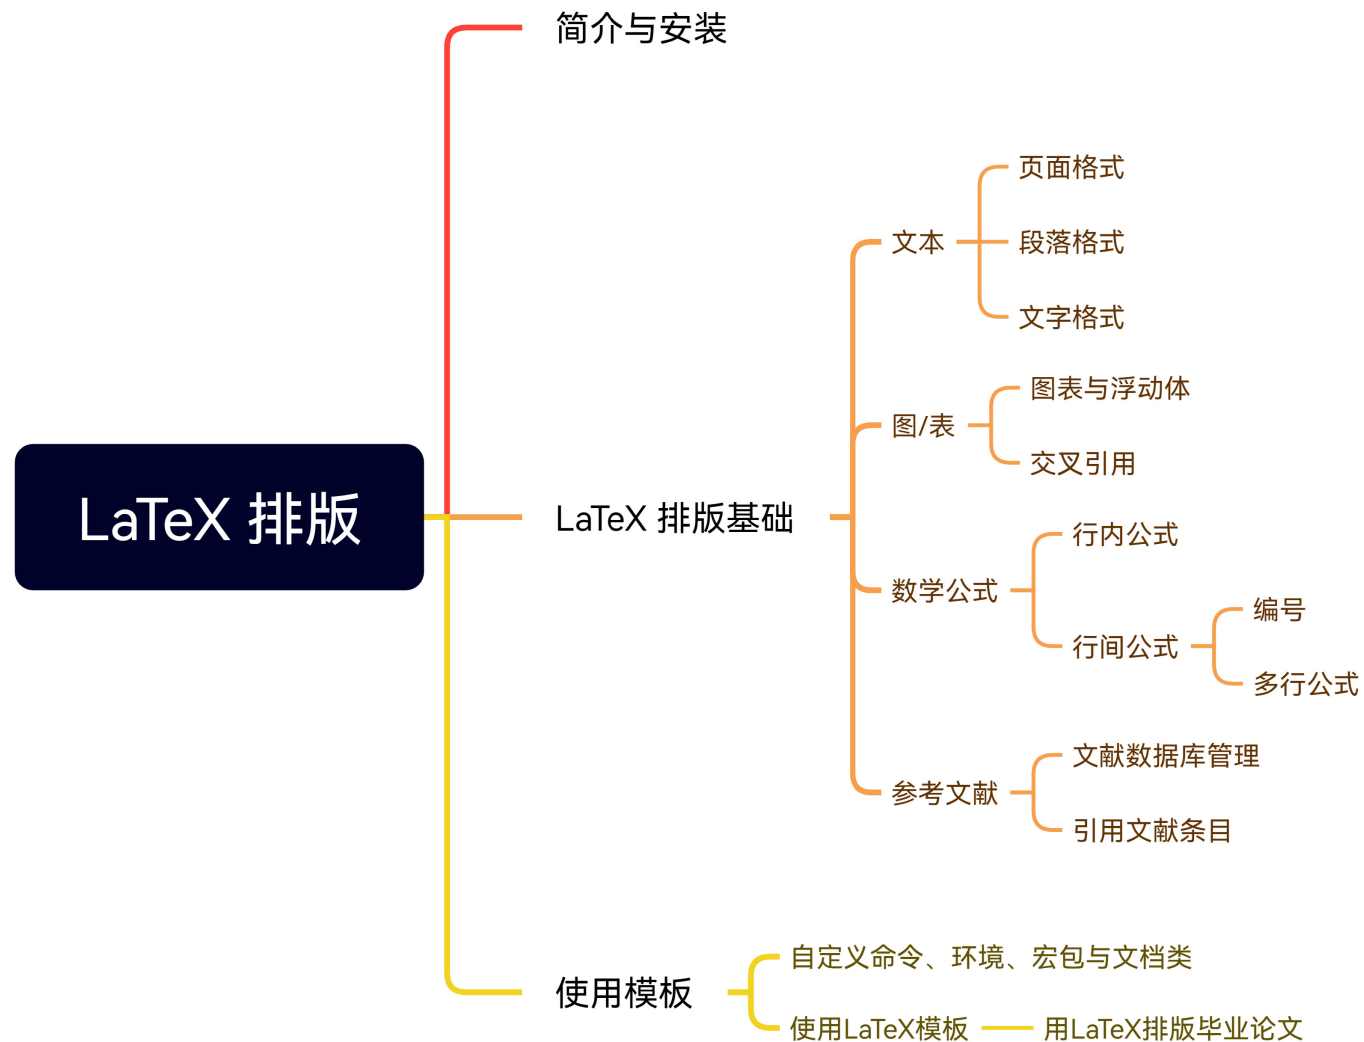 简介与安装
页面格式
文本
段落格式
文字格式
图表与浮动体
图/表
交叉引用
LaTeX 排版
LaTeX 排版基础
行内公式
数学公式
编号
行间公式
多行公式
文献数据库管理
参考文献
引用文献条目
自定义命令、环境、宏包与文档类
使用模板
使用LaTeX模板
用LaTeX排版毕业论文